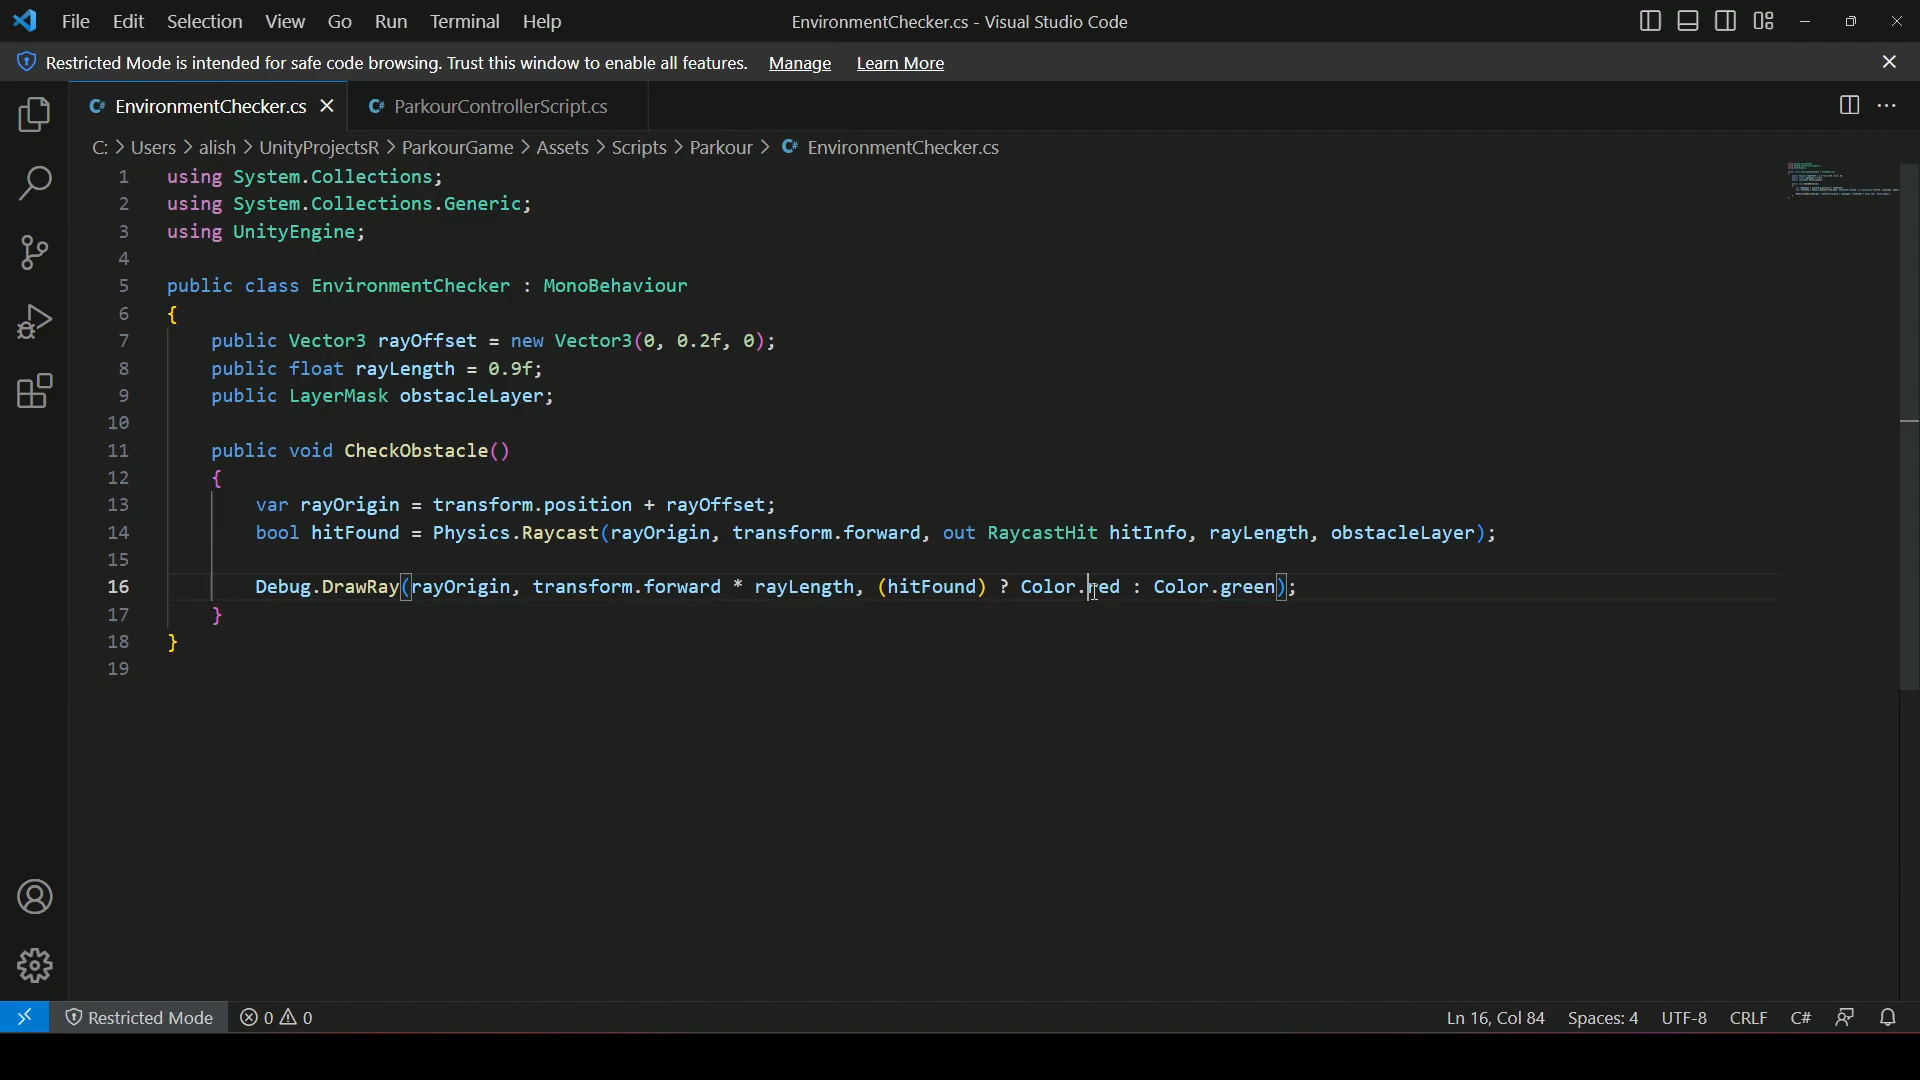 File Edit Selection View Go Run Terminal Help EnvironmentChecker.cs - Visual Studio Code
Restricted Mode is intended for safe code browsing. Trust this window to enable all features. Manage Learn More
EnvironmentChecker.cs ParkourControllerScript.cs
C: > Users > alish > UnityProjectsR > ParkourGame > Assets > Scripts > Parkour > EnvironmentChecker.cs
1 using System.Collections;
2 using System.Collections.Generic;
3 using UnityEngine;
4
5 public class EnvironmentChecker : MonoBehaviour
6 {
7 public Vector3 rayOffset = new Vector3(0, 0.2f, 0);
8 public float rayLength = 0.9f;
9 public LayerMask obstacleLayer;
10
11 public void CheckObstacle()
12 {
13 var rayOrigin = transform.position + rayOffset;
14 bool hitFound = Physics.Raycast(rayOrigin, transform.forward, out RaycastHit hitInfo, rayLength, obstacleLayer);
15
16 Debug.DrawRay(rayOrigin, transform.forward * rayLength, (hitFound) ? Color.red : Color.green);
17 }
18 }
19
Restricted Mode 0 0 Ln 16, Col 84 Spaces: 4 UTF-8 CRLF C#